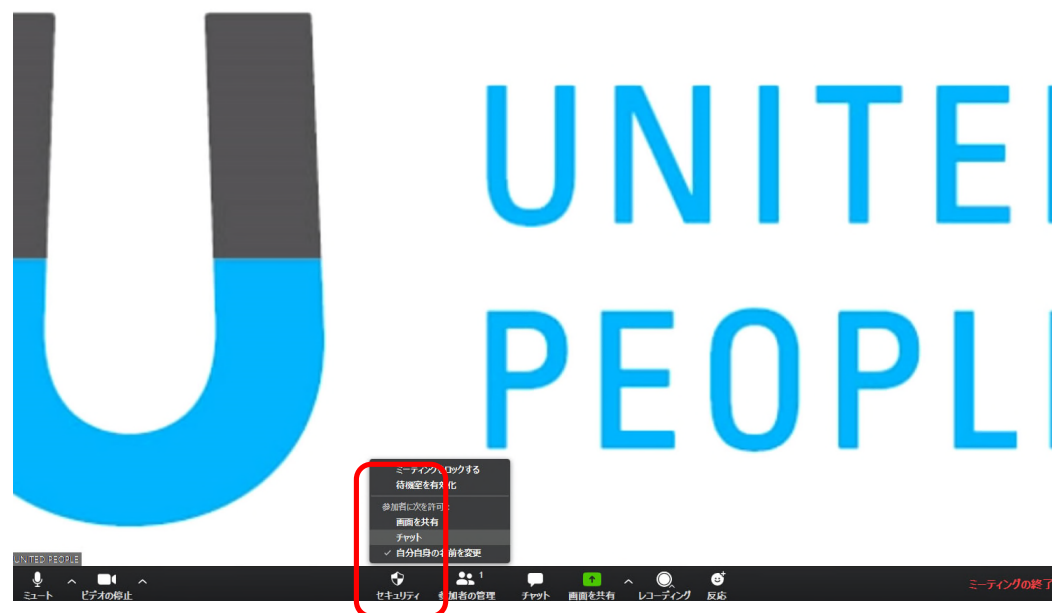 UNITE
PEOPL
ミーティングをロックする
待機室を有効化
参加者に次を許可:
画面を共有
チャット
✓ 自分自身の名前を変更
UNITED PEOPLE
1
ミュート ビデオの停止 セキュリティ 参加者の管理 チャット 画面を共有 レコーディング 反応 ミーティングの終了